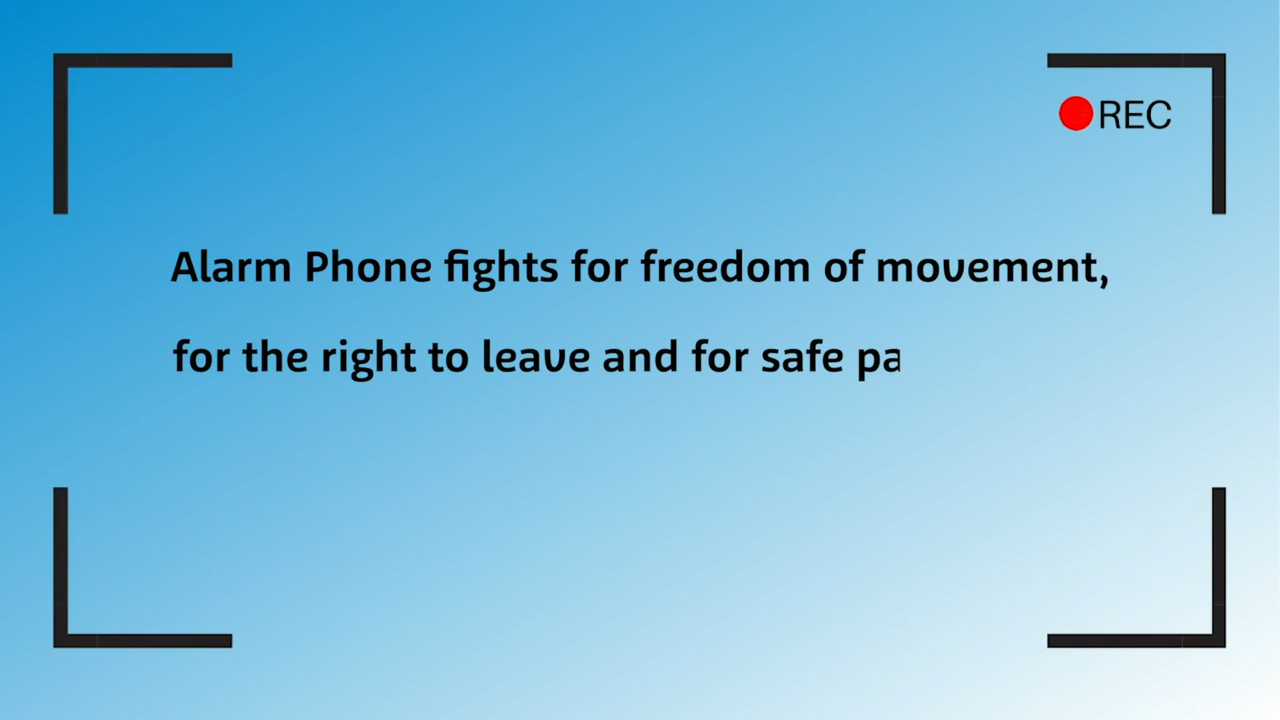 REC
Alarm Phone fights for freedom of movement,
for the right to leave and for safe pa